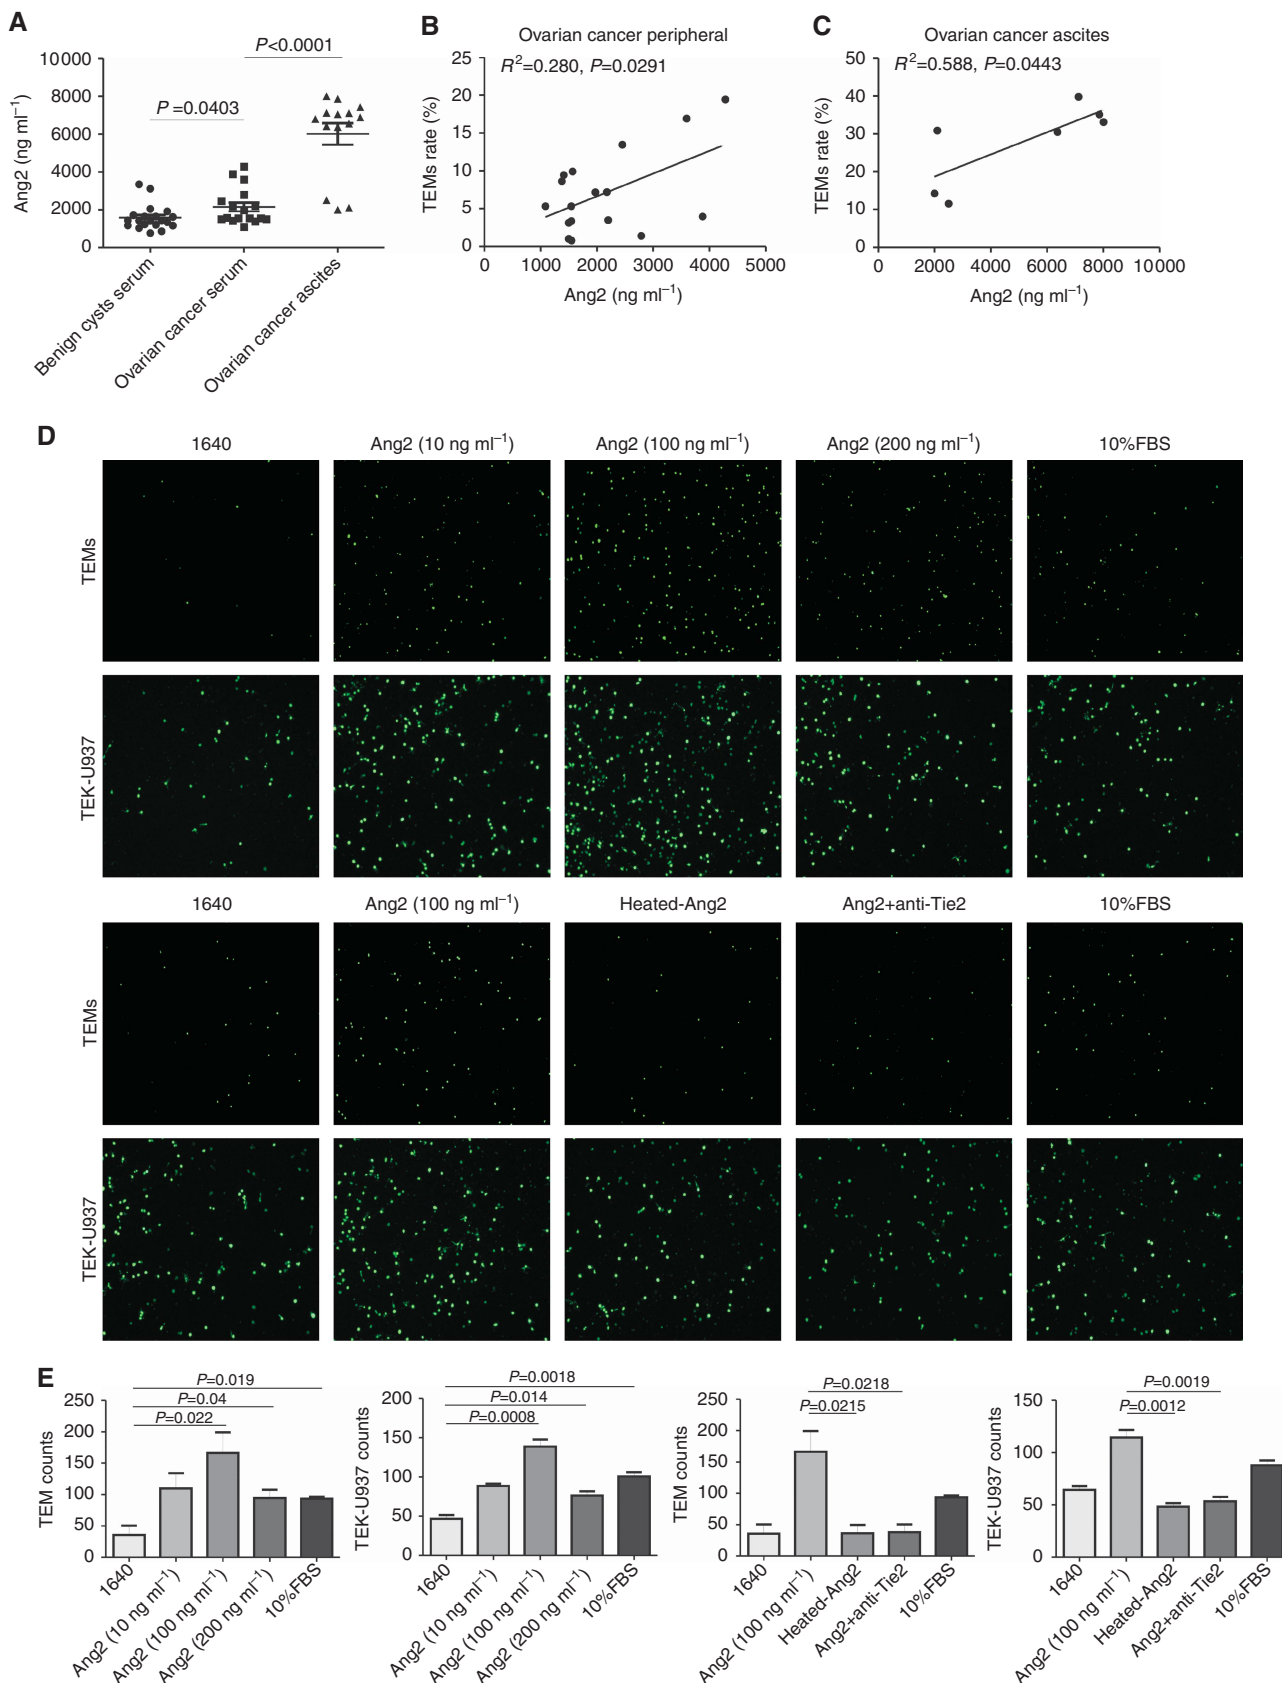 A
P<0.0001
P =0.0403
Ang2 (ng ml⁻¹)
10000
8000
6000
4000
2000
0
Benign cysts serum
Ovarian cancer serum
Ovarian cancer ascites
B
Ovarian cancer peripheral
R²=0.280, P=0.0291
TEMs rate (%)
25
20
15
10
5
0
0 1000 2000 3000 4000 5000
Ang2 (ng ml⁻¹)
C
Ovarian cancer ascites
R²=0.588, P=0.0443
TEMs rate (%)
50
40
30
20
10
0
0 2000 4000 6000 8000 10000
Ang2 (ng ml⁻¹)
D
1640 Ang2 (10 ng ml⁻¹) Ang2 (100 ng ml⁻¹) Ang2 (200 ng ml⁻¹) 10%FBS
TEMs
TEK-U937
1640 Ang2 (100 ng ml⁻¹) Heated-Ang2 Ang2+anti-Tie2 10%FBS
TEMs
TEK-U937
E
P=0.019
P=0.04
P=0.022
TEM counts
250
200
150
100
50
0
1640
Ang2 (10 ng ml⁻¹)
Ang2 (100 ng ml⁻¹)
Ang2 (200 ng ml⁻¹)
10%FBS
P=0.0018
P=0.014
P=0.0008
TEK-U937 counts
200
150
100
50
0
1640
Ang2 (10 ng ml⁻¹)
Ang2 (100 ng ml⁻¹)
Ang2 (200 ng ml⁻¹)
10%FBS
P=0.0218
P=0.0215
TEM counts
250
200
150
100
50
0
1640
Ang2 (100 ng ml⁻¹)
Heated-Ang2
Ang2+anti-Tie2
10%FBS
P=0.0019
P=0.0012
TEK-U937 counts
150
100
50
0
1640
Ang2 (100 ng ml⁻¹)
Heated-Ang2
Ang2+anti-Tie2
10%FBS